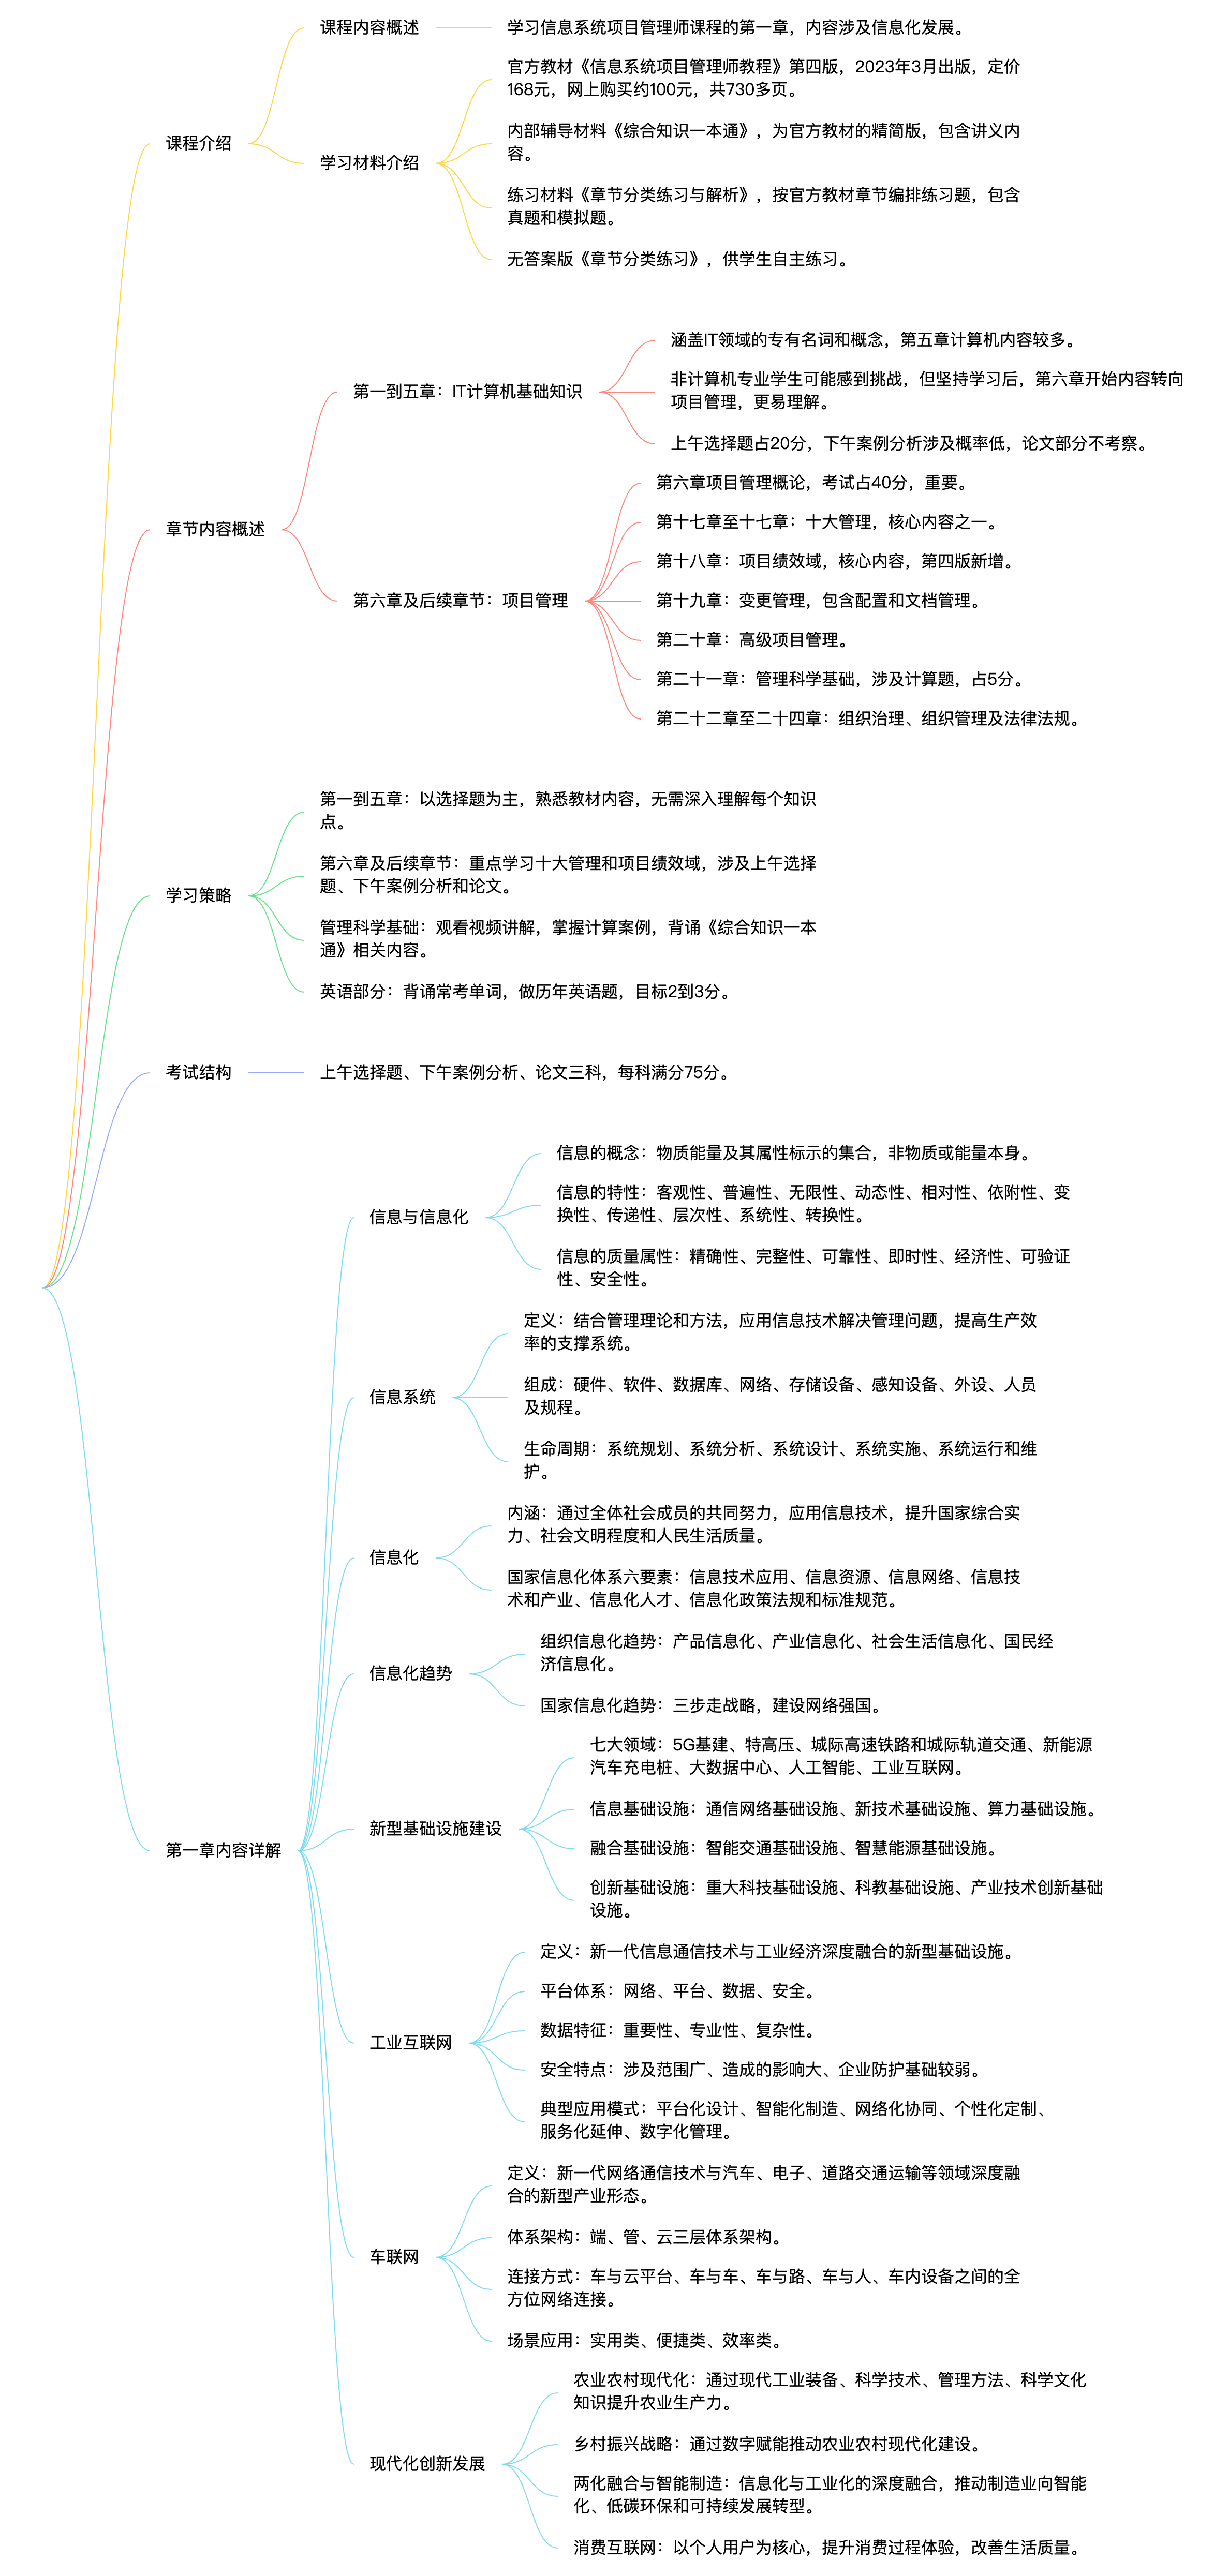 课程介绍
课程内容概述
学习信息系统项目管理师课程的第一章，内容涉及信息化发展。
学习材料介绍
官方教材《信息系统项目管理师教程》第四版，2023年3月出版，定价
168元，网上购买约100元，共730多页。
内部辅导材料《综合知识一本通》，为官方教材的精简版，包含讲义内
容。
练习材料《章节分类练习与解析》，按官方教材章节编排练习题，包含
真题和模拟题。
无答案版《章节分类练习》，供学生自主练习。
章节内容概述
第一到五章：IT计算机基础知识
涵盖IT领域的专有名词和概念，第五章计算机内容较多。
非计算机专业学生可能感到挑战，但坚持学习后，第六章开始内容转向
项目管理，更易理解。
上午选择题占20分，下午案例分析涉及概率低，论文部分不考察。
第六章及后续章节：项目管理
第六章项目管理概论，考试占40分，重要。
第十七章至十七章：十大管理，核心内容之一。
第十八章：项目绩效域，核心内容，第四版新增。
第十九章：变更管理，包含配置和文档管理。
第二十章：高级项目管理。
第二十一章：管理科学基础，涉及计算题，占5分。
第二十二章至二十四章：组织治理、组织管理及法律法规。
学习策略
第一到五章：以选择题为主，熟悉教材内容，无需深入理解每个知识
点。
第六章及后续章节：重点学习十大管理和项目绩效域，涉及上午选择
题、下午案例分析和论文。
管理科学基础：观看视频讲解，掌握计算案例，背诵《综合知识一本
通》相关内容。
英语部分：背诵常考单词，做历年英语题，目标2到3分。
考试结构
上午选择题、下午案例分析、论文三科，每科满分75分。
第一章内容详解
信息与信息化
信息的概念：物质能量及其属性标示的集合，非物质或能量本身。
信息的特性：客观性、普遍性、无限性、动态性、相对性、依附性、变
换性、传递性、层次性、系统性、转换性。
信息的质量属性：精确性、完整性、可靠性、即时性、经济性、可验证
性、安全性。
信息系统
定义：结合管理理论和方法，应用信息技术解决管理问题，提高生产效
率的支撑系统。
组成：硬件、软件、数据库、网络、存储设备、感知设备、外设、人员
及规程。
生命周期：系统规划、系统分析、系统设计、系统实施、系统运行和维
护。
信息化
内涵：通过全体社会成员的共同努力，应用信息技术，提升国家综合实
力、社会文明程度和人民生活质量。
国家信息化体系六要素：信息技术应用、信息资源、信息网络、信息技
术和产业、信息化人才、信息化政策法规和标准规范。
信息化趋势
组织信息化趋势：产品信息化、产业信息化、社会生活信息化、国民经
济信息化。
国家信息化趋势：三步走战略，建设网络强国。
新型基础设施建设
七大领域：5G基建、特高压、城际高速铁路和城际轨道交通、新能源
汽车充电桩、大数据中心、人工智能、工业互联网。
信息基础设施：通信网络基础设施、新技术基础设施、算力基础设施。
融合基础设施：智能交通基础设施、智慧能源基础设施。
创新基础设施：重大科技基础设施、科教基础设施、产业技术创新基础
设施。
工业互联网
定义：新一代信息通信技术与工业经济深度融合的新型基础设施。
平台体系：网络、平台、数据、安全。
数据特征：重要性、专业性、复杂性。
安全特点：涉及范围广、造成的影响大、企业防护基础较弱。
典型应用模式：平台化设计、智能化制造、网络化协同、个性化定制、
服务化延伸、数字化管理。
车联网
定义：新一代网络通信技术与汽车、电子、道路交通运输等领域深度融
合的新型产业形态。
体系架构：端、管、云三层体系架构。
连接方式：车与云平台、车与车、车与路、车与人、车内设备之间的全
方位网络连接。
场景应用：实用类、便捷类、效率类。
现代化创新发展
农业农村现代化：通过现代工业装备、科学技术、管理方法、科学文化
知识提升农业生产力。
乡村振兴战略：通过数字赋能推动农业农村现代化建设。
两化融合与智能制造：信息化与工业化的深度融合，推动制造业向智能
化、低碳环保和可持续发展转型。
消费互联网：以个人用户为核心，提升消费过程体验，改善生活质量。